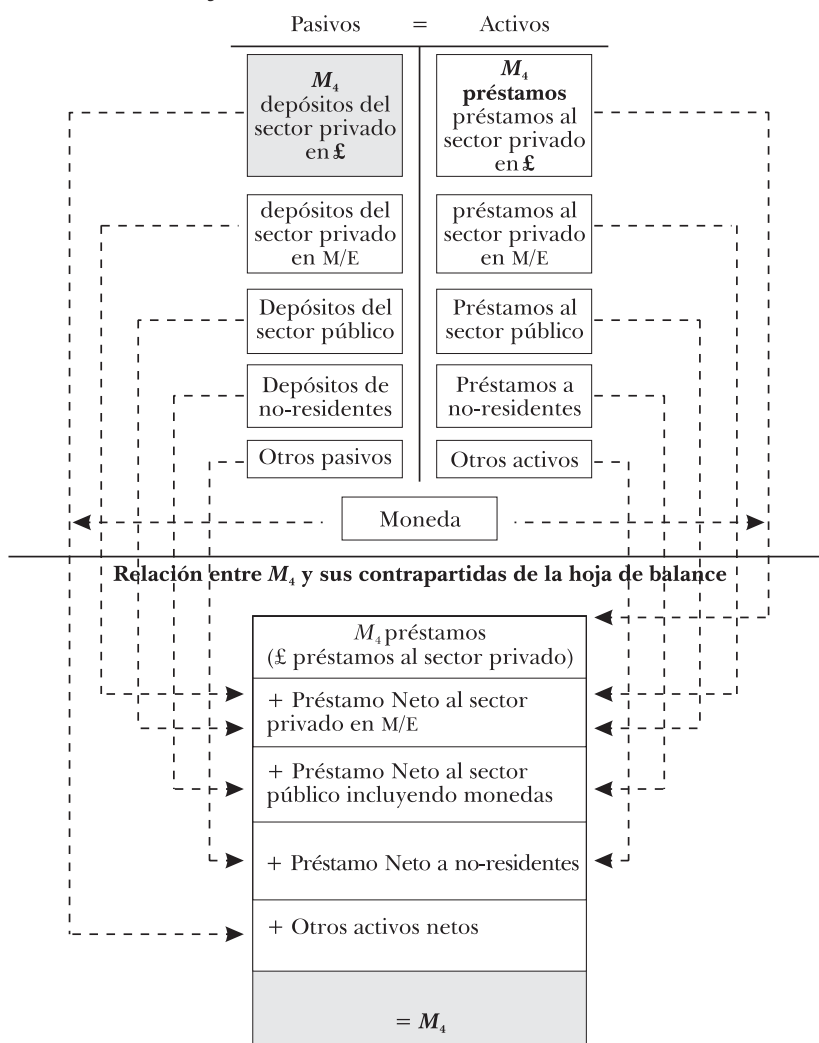 Pasivos = Activos
M₄
depósitos del
sector privado
en £
M₄
préstamos
préstamos al
sector privado
en £
depósitos del
sector privado
en M/E
préstamos al
sector privado
en M/E
Depósitos del
sector público
Préstamos al
sector público
Depósitos de
no-residentes
Préstamos a
no-residentes
Otros pasivos
Otros activos
Moneda
Relación entre M₄ y sus contrapartidas de la hoja de balance
M₄ préstamos
(£ préstamos al sector privado)
+ Préstamo Neto al sector
privado en M/E
+ Préstamo Neto al sector
público incluyendo monedas
+ Préstamo Neto a no-residentes
+ Otros activos netos
= M₄